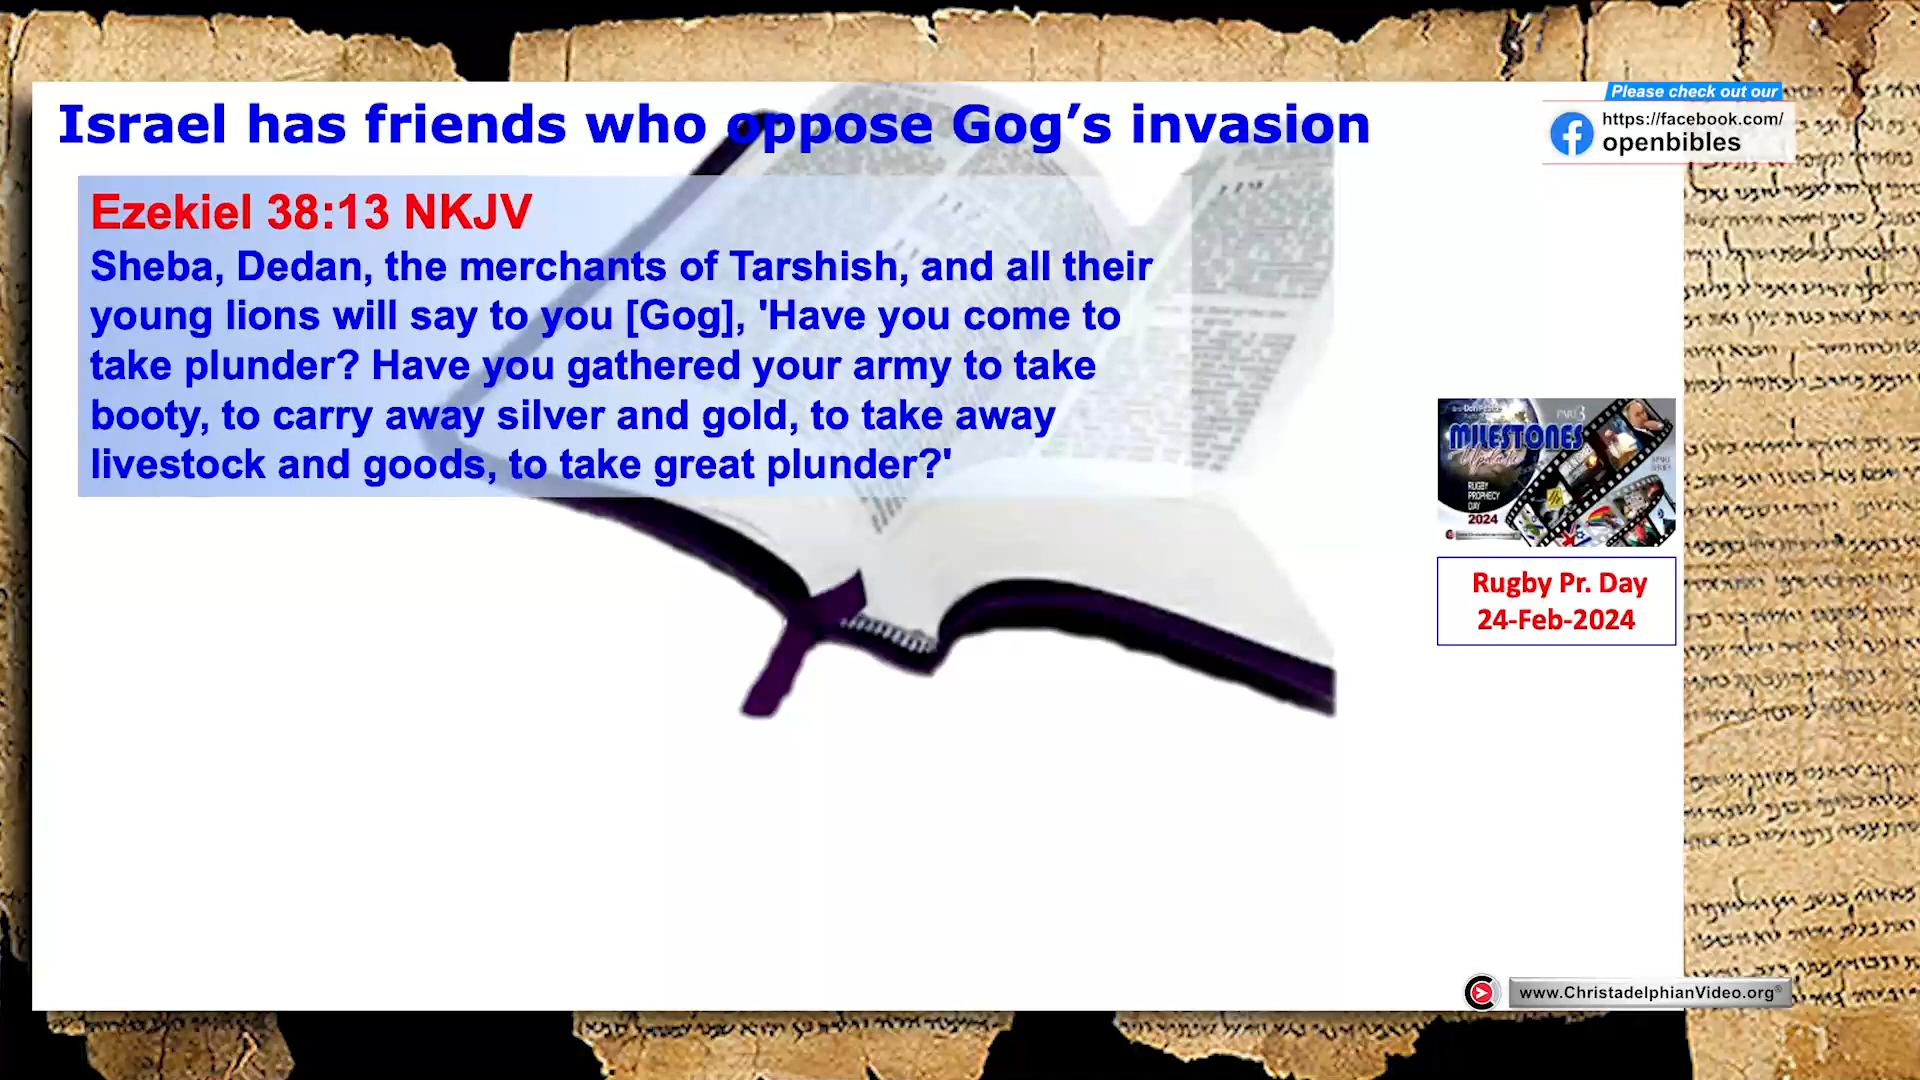 Please check out our
https://facebook.com/
openbibles
Israel has friends who oppose Gog’s invasion
Ezekiel 38:13 NKJV
Sheba, Dedan, the merchants of Tarshish, and all their
young lions will say to you [Gog], 'Have you come to
take plunder? Have you gathered your army to take
booty, to carry away silver and gold, to take away
livestock and goods, to take great plunder?'
PART 3
MILESTONES
Update
RUGBY
PROPHECY
DAY
2024
Rugby Pr. Day
24-Feb-2024
www.ChristadelphianVideo.org®